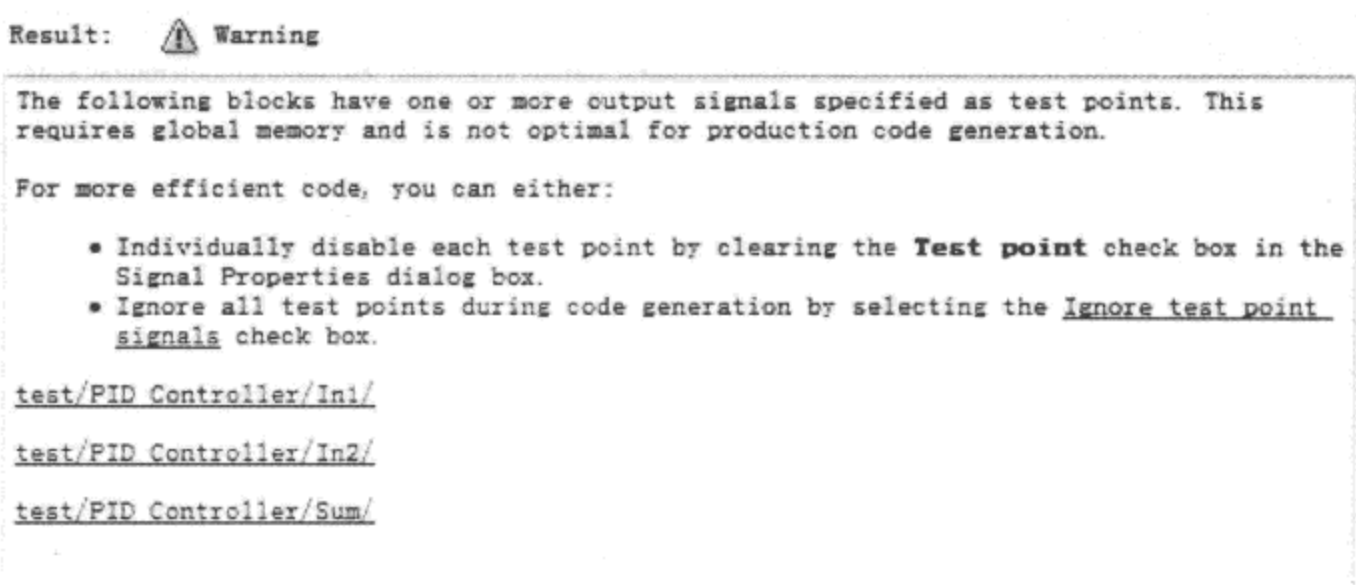 Result: Warning
The following blocks have one or more output signals specified as test points. This
requires global memory and is not optimal for production code generation.
For more efficient code, you can either:
• Individually disable each test point by clearing the Test point check box in the
Signal Properties dialog box.
• Ignore all test points during code generation by selecting the Ignore test point
signals check box.
test/PID Controller/In1/
test/PID Controller/In2/
test/PID Controller/Sum/